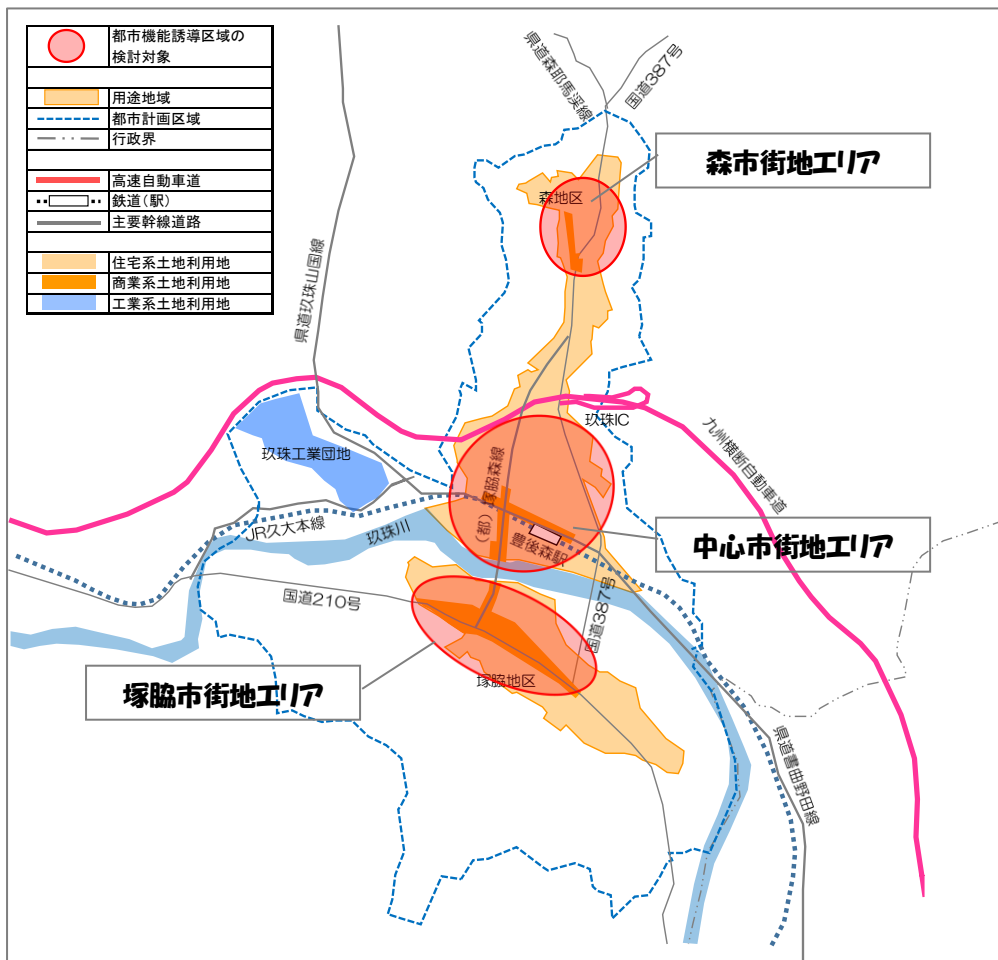 都市機能誘導区域の
検討対象
用途地域
都市計画区域
行政界
高速自動車道
鉄道(駅)
主要幹線道路
住宅系土地利用地
商業系土地利用地
工業系土地利用地
県道森耶馬渓線
国道387号
森市街地エリア
森地区
県道玖珠山国線
玖珠IC
九州横断自動車道
玖珠工業団地
(都)塚脇森線
JR久大本線
玖珠川
豊後森駅
中心市街地エリア
国道210号
国道387号
塚脇地区
塚脇市街地エリア
県道書曲野田線